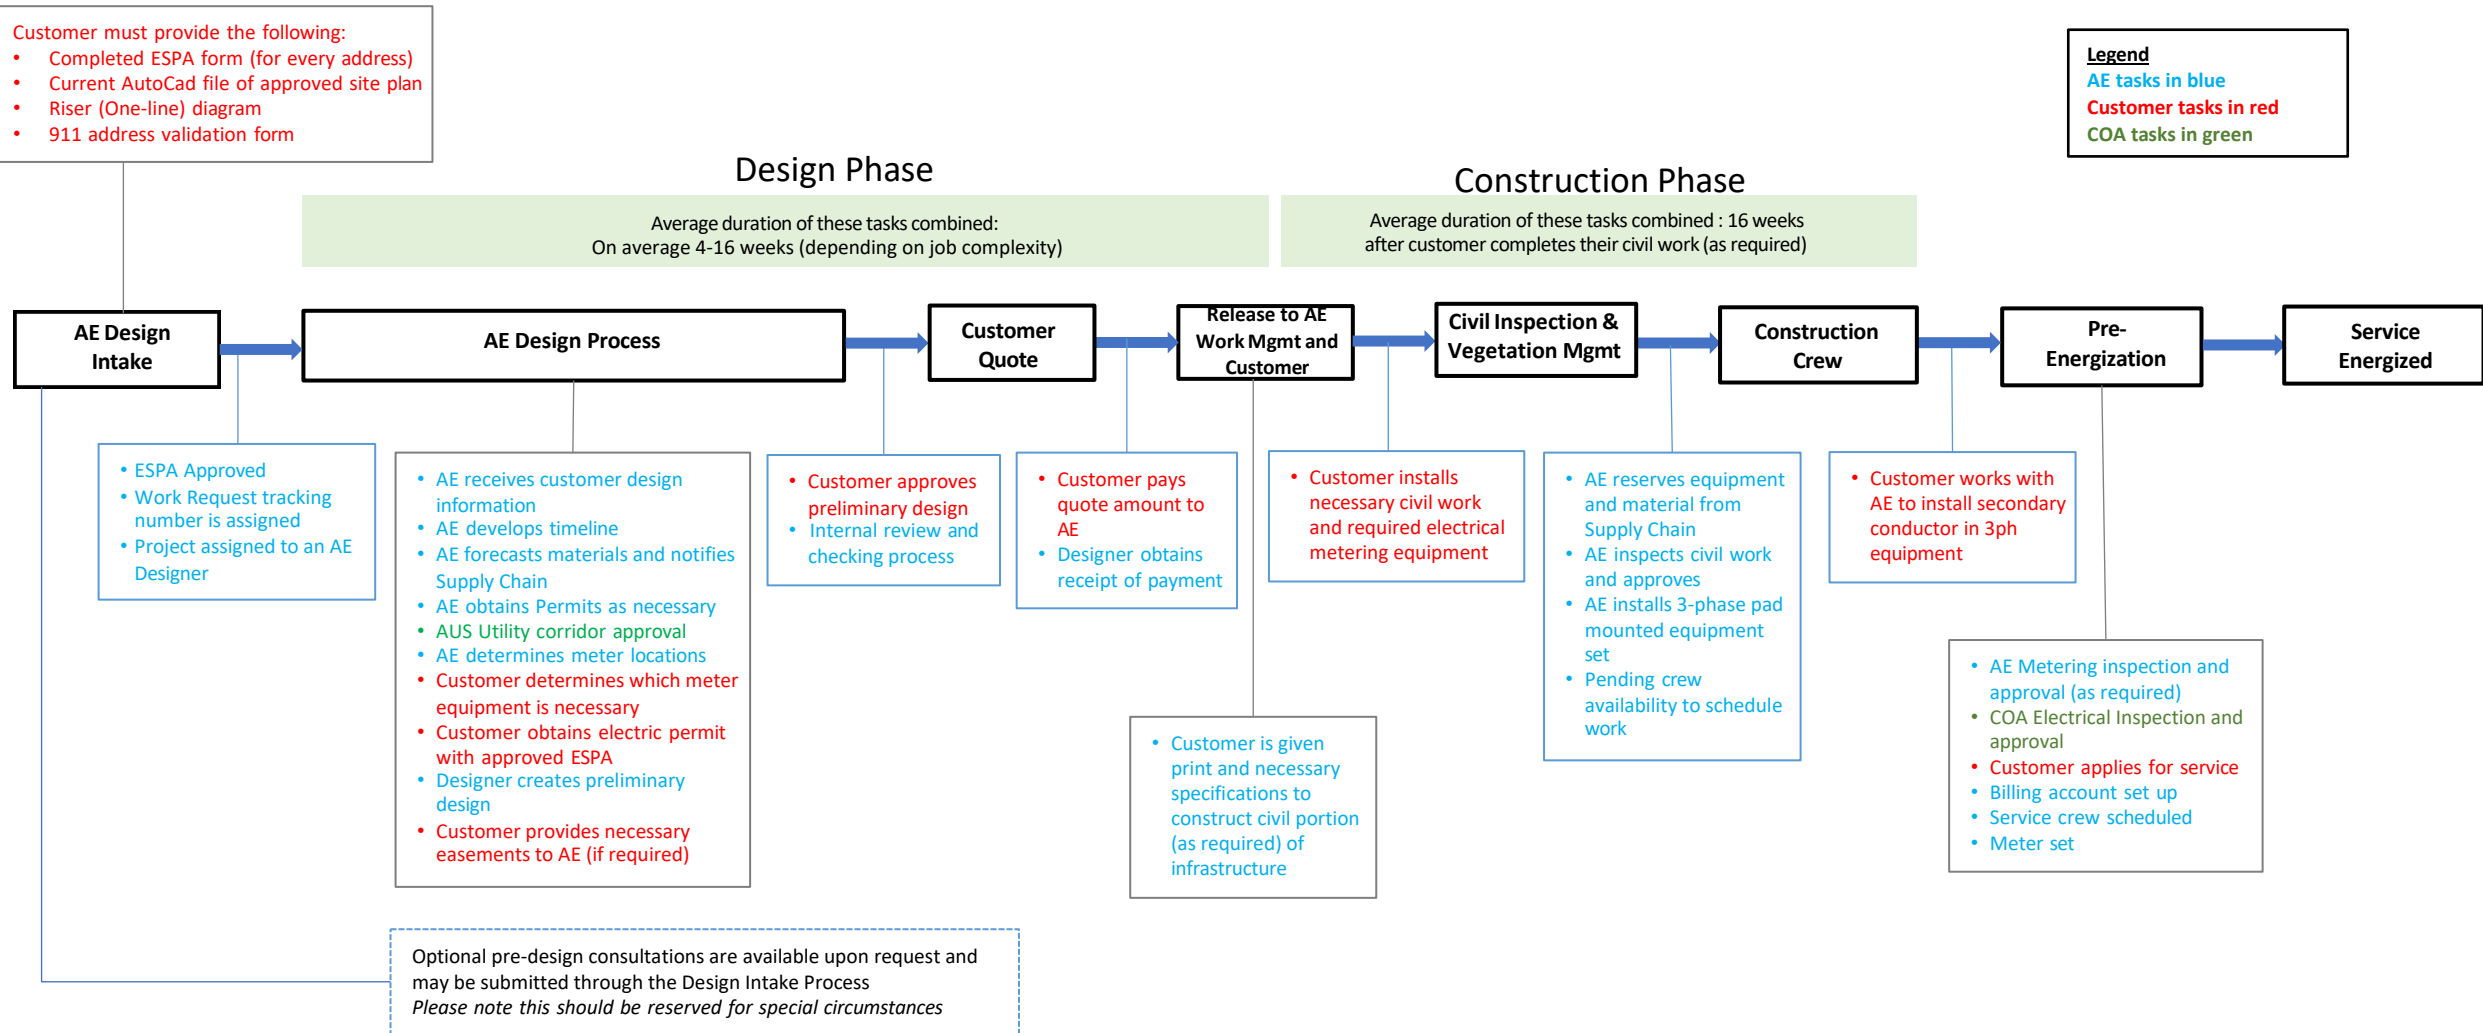 Customer must provide the following:
• Completed ESPA form (for every address)
• Current AutoCad file of approved site plan
• Riser (One-line) diagram
• 911 address validation form
Legend
AE tasks in blue
Customer tasks in red
COA tasks in green
Design Phase
Average duration of these tasks combined:
On average 4-16 weeks (depending on job complexity)
Construction Phase
Average duration of these tasks combined : 16 weeks
after customer completes their civil work (as required)
AE Design
Intake
AE Design Process
Customer
Quote
Release to AE
Work Mgmt and
Customer
Civil Inspection &
Vegetation Mgmt
Construction
Crew
Pre-
Energization
Service
Energized
• ESPA Approved
• Work Request tracking
number is assigned
• Project assigned to an AE
Designer
• AE receives customer design
information
• AE develops timeline
• AE forecasts materials and notifies
Supply Chain
• AE obtains Permits as necessary
• AUS Utility corridor approval
• AE determines meter locations
• Customer determines which meter
equipment is necessary
• Customer obtains electric permit
with approved ESPA
• Designer creates preliminary
design
• Customer provides necessary
easements to AE (if required)
• Customer approves
preliminary design
• Internal review and
checking process
• Customer pays
quote amount to
AE
• Designer obtains
receipt of payment
• Customer is given
print and necessary
specifications to
construct civil portion
(as required) of
infrastructure
• Customer installs
necessary civil work
and required electrical
metering equipment
• AE reserves equipment
and material from
Supply Chain
• AE inspects civil work
and approves
• AE installs 3-phase pad
mounted equipment
set
• Pending crew
availability to schedule
work
• Customer works with
AE to install secondary
conductor in 3ph
equipment
• AE Metering inspection and
approval (as required)
• COA Electrical Inspection and
approval
• Customer applies for service
• Billing account set up
• Service crew scheduled
• Meter set
Optional pre-design consultations are available upon request and
may be submitted through the Design Intake Process
Please note this should be reserved for special circumstances